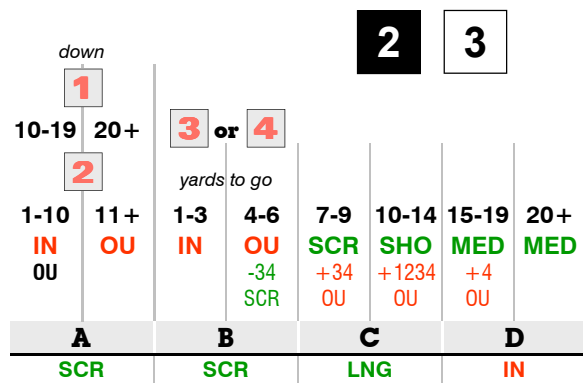 2 3
down
1
10-19 20+ 3 or 4
2 yards to go
1-10 11+ 1-3 4-6 7-9 10-14 15-19 20+
IN OU IN OU SCR SHO MED MED
OU -34 +34 +1234 +4
SCR OU OU OU
A B C D
SCR SCR LNG IN